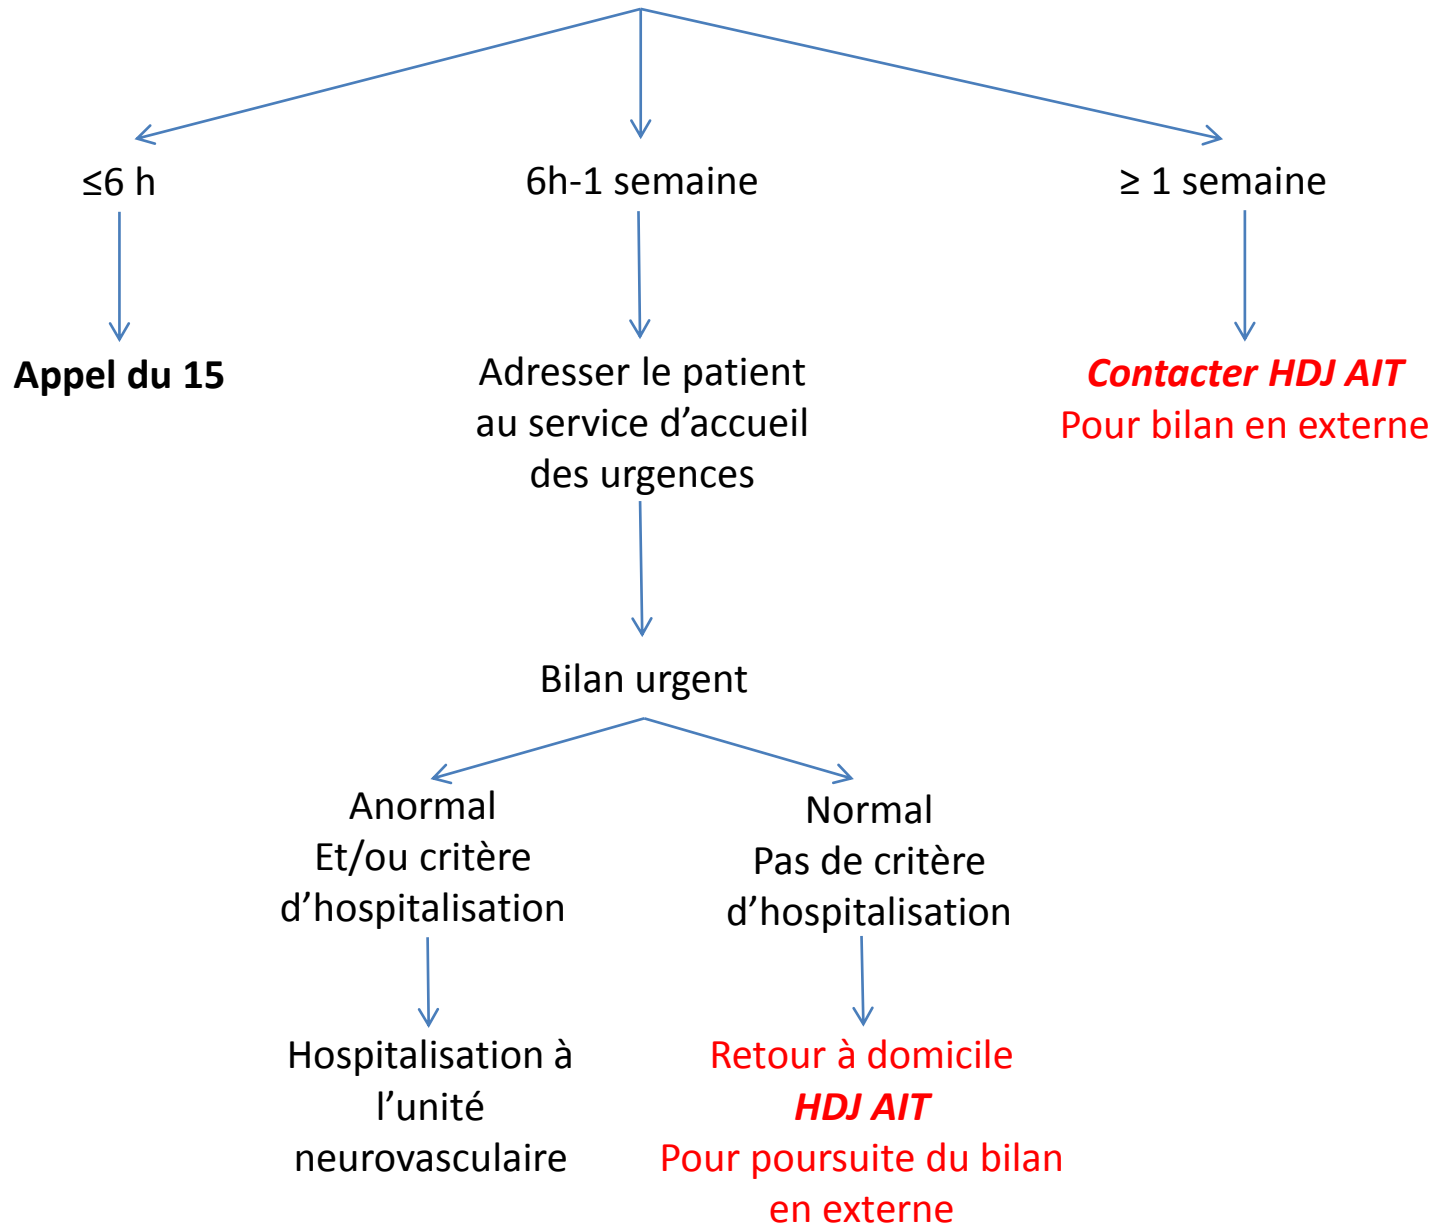 ≤6 h
6h-1 semaine
≥ 1 semaine
Appel du 15
Adresser le patient
au service d’accueil
des urgences
Contacter HDJ AIT
Pour bilan en externe
Bilan urgent
Anormal
Et/ou critère
d’hospitalisation
Normal
Pas de critère
d’hospitalisation
Hospitalisation à
l’unité
neurovasculaire
Retour à domicile
HDJ AIT
Pour poursuite du bilan
en externe